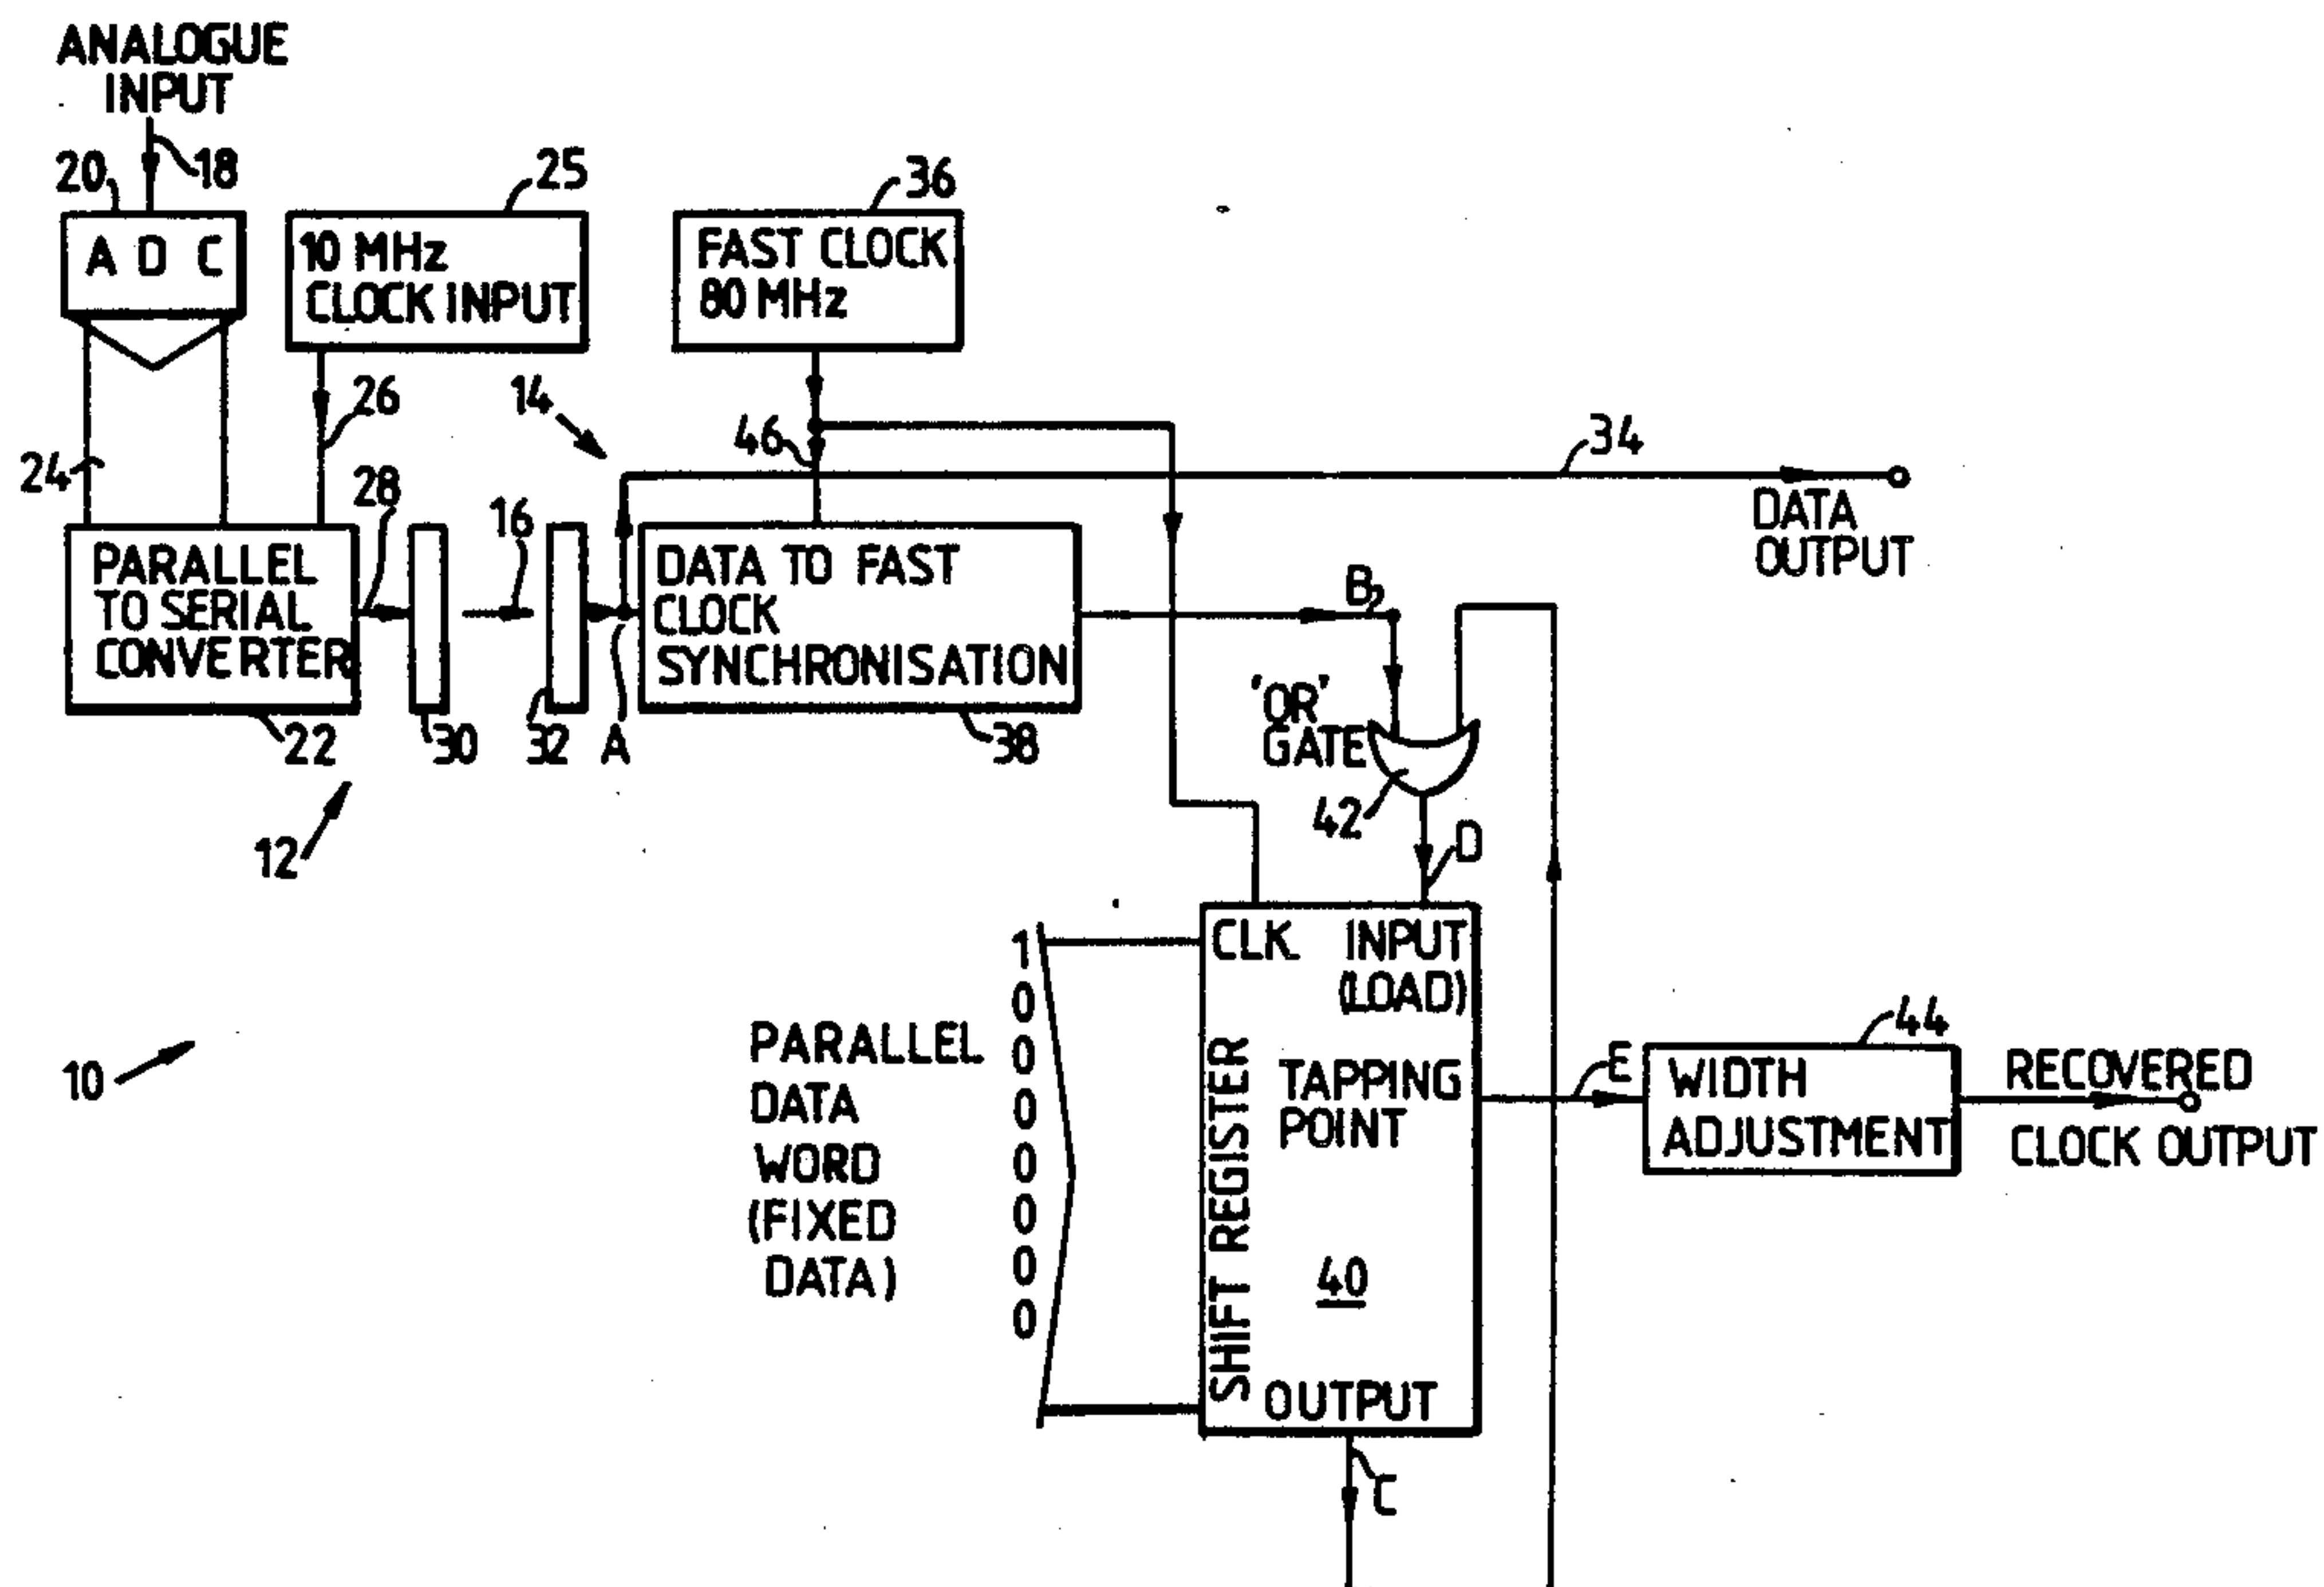 ANALOGUE
INPUT
18
20
25
36
A D C
10 MHz
CLOCK INPUT
FAST CLOCK
80 MHz
26
14
46
34
24
28
16
DATA
OUTPUT
PARALLEL
TO SERIAL
CONVERTER
DATA TO FAST
CLOCK
SYNCHRONISATION
B2
22
30
32
A
38
'OR'
GATE
42
12
D
10
PARALLEL
DATA
WORD
(FIXED
DATA)
1
0
0
0
0
0
0
0
CLK
INPUT
(LOAD)
SHIFT REGISTER
TAPPING
POINT
40
OUTPUT
C
E
44
WIDTH
ADJUSTMENT
RECOVERED
CLOCK OUTPUT